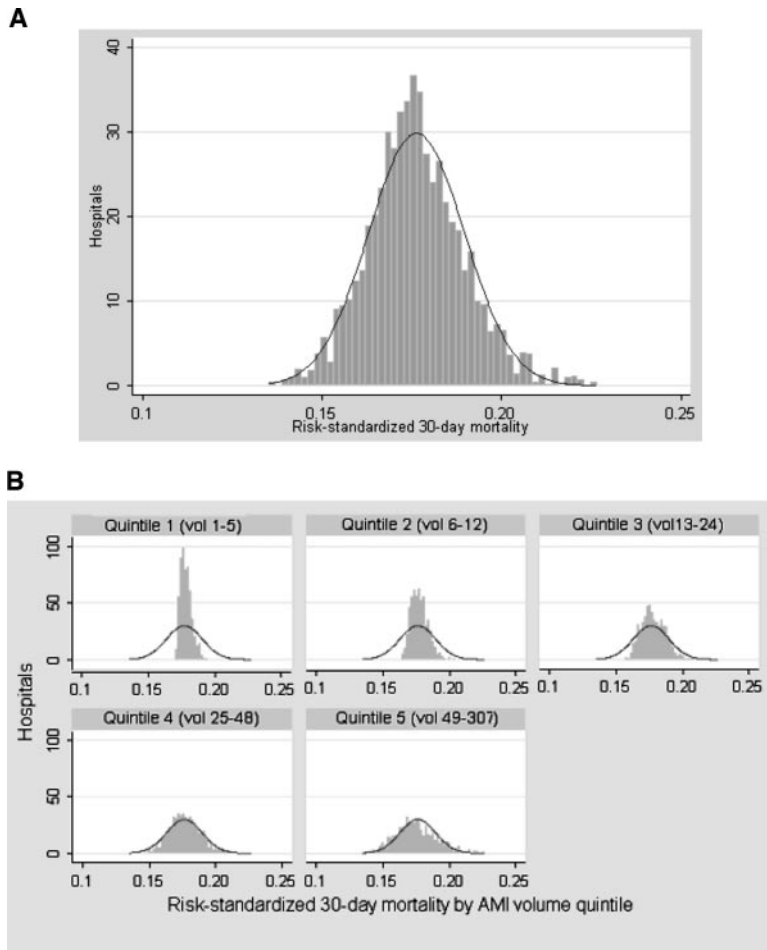 A
40
30
20
10
0
Hospitals
0.1 0.15 0.20 0.25
Risk-standardized 30-day mortality
B
Quintile 1 (vol 1-5) Quintile 2 (vol 6-12) Quintile 3 (vol13-24)
100
50
0
0.1 0.15 0.20 0.25 0.1 0.15 0.20 0.25 0.1 0.15 0.20 0.25
Hospitals
Quintile 4 (vol 25-48) Quintile 5 (vol 49-307)
100
50
0
0.1 0.15 0.20 0.25 0.1 0.15 0.20 0.25
Risk-standardized 30-day mortality by AMI volume quintile